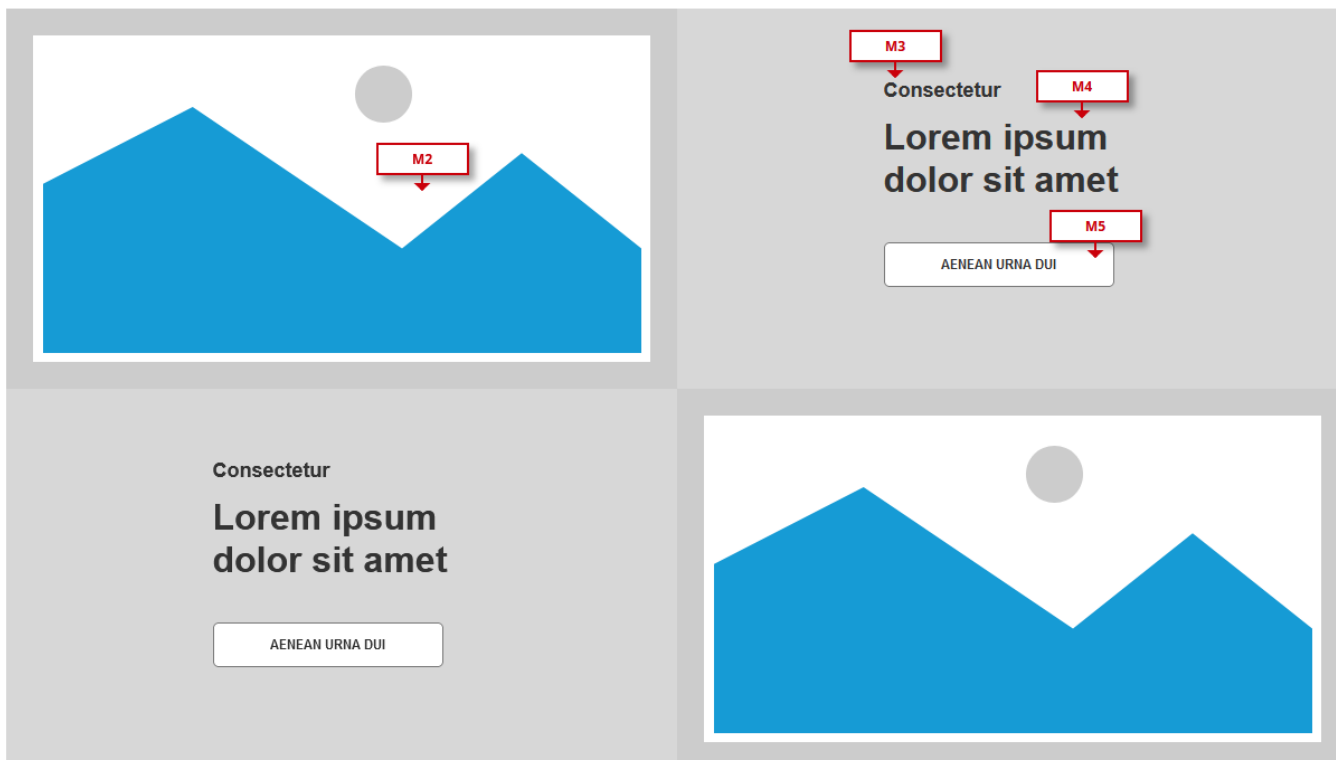 M3
Consectetur
M4
Lorem ipsum
dolor sit amet
M2
M5
AENEAN URNA DUI
Consectetur
Lorem ipsum
dolor sit amet
AENEAN URNA DUI